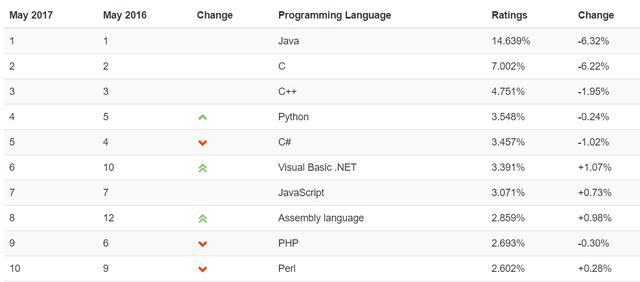 May 2017 May 2016 Change Programming Language Ratings Change
1 1 Java 14.639% -6.32%
2 2 C 7.002% -6.22%
3 3 C++ 4.751% -1.95%
4 5 Python 3.548% -0.24%
5 4 C# 3.457% -1.02%
6 10 Visual Basic .NET 3.391% +1.07%
7 7 JavaScript 3.071% +0.73%
8 12 Assembly language 2.859% +0.98%
9 6 PHP 2.693% -0.30%
10 9 Perl 2.602% +0.28%